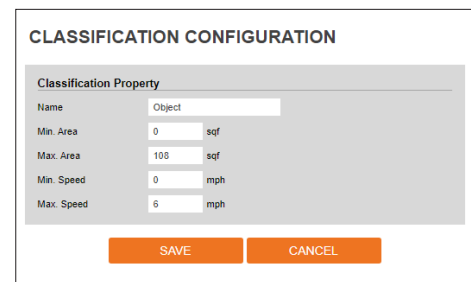 CLASSIFICATION CONFIGURATION
Classification Property
Name Object
Min. Area 0 sqf
Max. Area 108 sqf
Min. Speed 0 mph
Max. Speed 6 mph
SAVE CANCEL